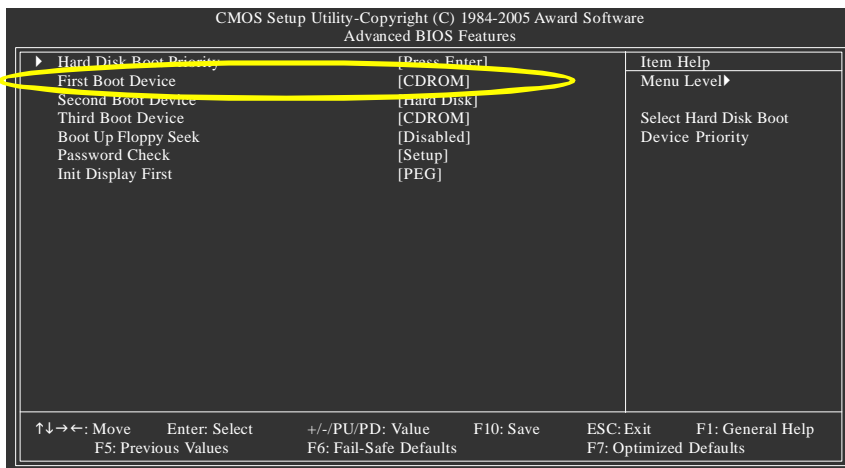 CMOS Setup Utility-Copyright (C) 1984-2005 Award Software
Advanced BIOS Features
Hard Disk Boot Priority [Press Enter] Item Help
First Boot Device [CDROM] Menu Level
Second Boot Device [Hard Disk]
Third Boot Device [CDROM] Select Hard Disk Boot
Boot Up Floppy Seek [Disabled] Device Priority
Password Check [Setup]
Init Display First [PEG]
↑↓→←: Move Enter: Select +/-/PU/PD: Value F10: Save ESC: Exit F1: General Help
F5: Previous Values F6: Fail-Safe Defaults F7: Optimized Defaults